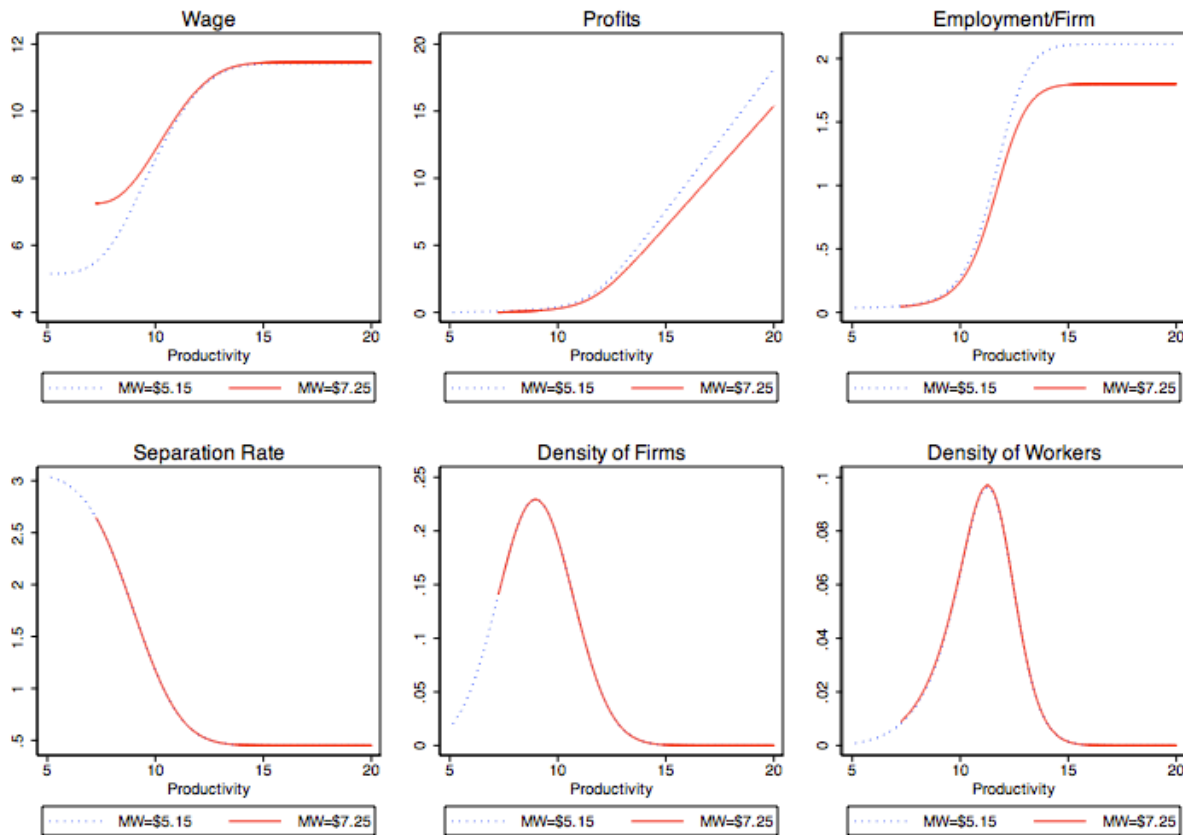 Wage
12
10
8
6
4
5
10
15
20
Productivity
MW=$5.15
MW=$7.25
Profits
20
15
10
5
0
5
10
15
20
Productivity
MW=$5.15
MW=$7.25
Employment/Firm
2
1.5
1
.5
0
5
10
15
20
Productivity
MW=$5.15
MW=$7.25
Separation Rate
3
2.5
2
1.5
1
.5
5
10
15
20
Productivity
MW=$5.15
MW=$7.25
Density of Firms
.25
.2
.15
.1
.05
0
5
10
15
20
Productivity
MW=$5.15
MW=$7.25
Density of Workers
.1
.08
.06
.04
.02
0
5
10
15
20
Productivity
MW=$5.15
MW=$7.25